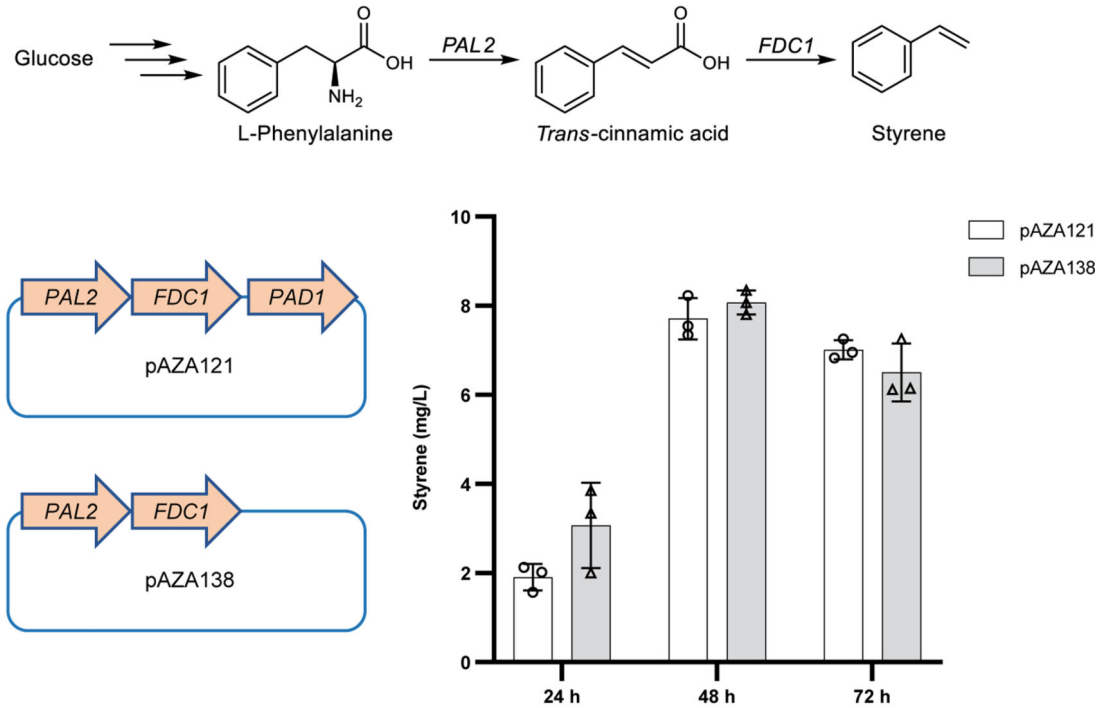 Glucose
PAL2
FDC1
O
OH
NH2
O
OH
L-Phenylalanine
Trans-cinnamic acid
Styrene
PAL2
FDC1
PAD1
pAZA121
PAL2
FDC1
pAZA138
Styrene (mg/L)
10
8
6
4
2
0
24 h
48 h
72 h
pAZA121
pAZA138